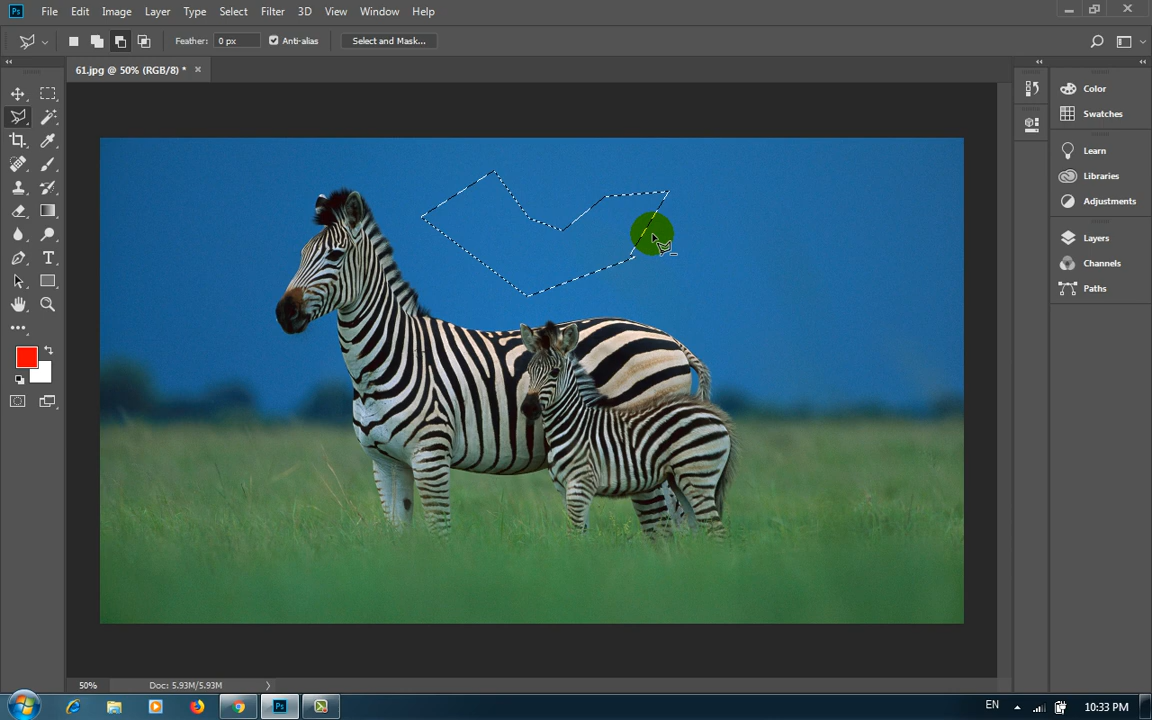 Ps File Edit Image Layer Type Select Filter 3D View Window Help
Feather: 0 px Anti-alias Select and Mask...
61.jpg @ 50% (RGB/8) * ×
Color
Swatches
Learn
Libraries
Adjustments
Layers
Channels
Paths
50% Doc: 5.93M/5.93M
Ps EN 10:33 PM